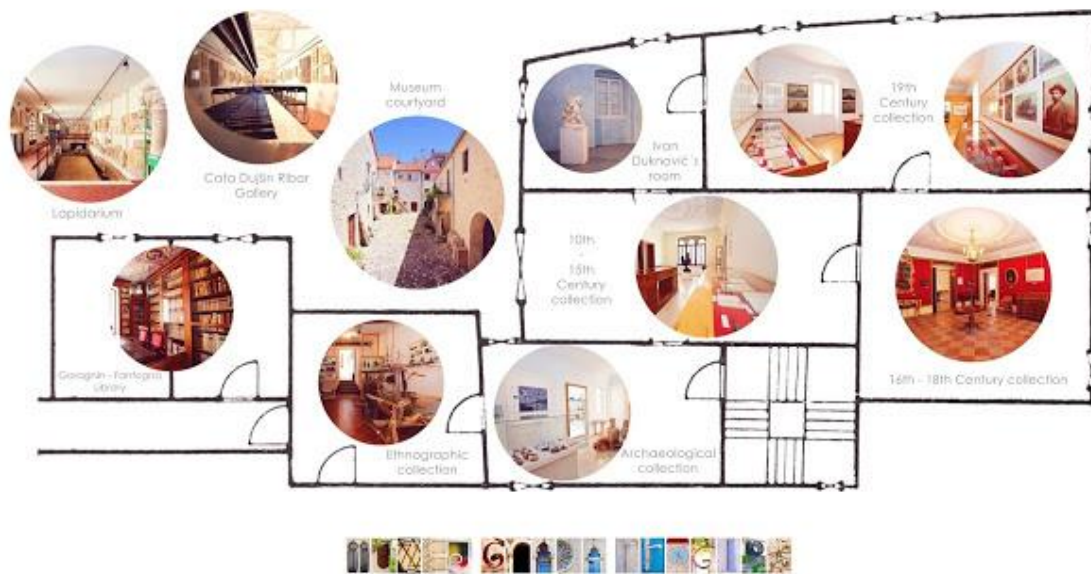 Museum
courtyard
19th
Century
collection
Ivan
Duknović´s
room
Cata Dujšin Ribar
Gallery
Lapidarium
10th
-
15th
Century
collection
Garagnin - Fanfogna
Library
16th - 18th Century collection
Ethnographic
collection
Archaeological
collection